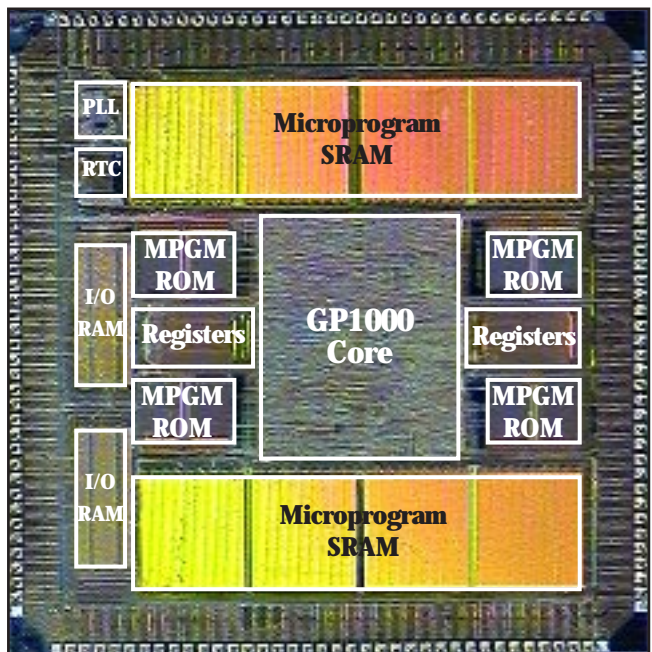 PLL
Microprogram
SRAM
RTC
MPGM
ROM
MPGM
ROM
I/O
RAM
Registers
GP1000
Core
Registers
MPGM
ROM
MPGM
ROM
I/O
RAM
Microprogram
SRAM